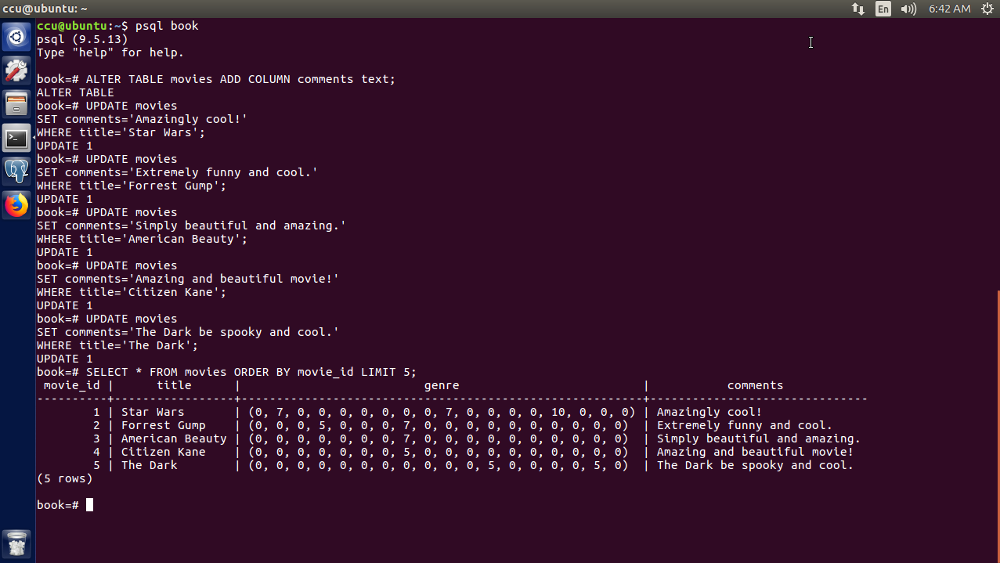 ccu@ubuntu: ~
En
6:42 AM
ccu@ubuntu:~$ psql book
psql (9.5.13)
Type "help" for help.
book=# ALTER TABLE movies ADD COLUMN comments text;
ALTER TABLE
book=# UPDATE movies
SET comments='Amazingly cool!'
WHERE title='Star Wars';
UPDATE 1
book=# UPDATE movies
SET comments='Extremely funny and cool.'
WHERE title='Forrest Gump';
UPDATE 1
book=# UPDATE movies
SET comments='Simply beautiful and amazing.'
WHERE title='American Beauty';
UPDATE 1
book=# UPDATE movies
SET comments='Amazing and beautiful movie!'
WHERE title='Citizen Kane';
UPDATE 1
book=# UPDATE movies
SET comments='The Dark be spooky and cool.'
WHERE title='The Dark';
UPDATE 1
book=# SELECT * FROM movies ORDER BY movie_id LIMIT 5;
 movie_id |      title      |                          genre                          |           comments
----------+-----------------+---------------------------------------------------------+-------------------------------
        1 | Star Wars       | (0, 7, 0, 0, 0, 0, 0, 0, 0, 7, 0, 0, 0, 0, 10, 0, 0, 0) | Amazingly cool!
        2 | Forrest Gump    | (0, 0, 0, 5, 0, 0, 0, 7, 0, 0, 0, 0, 0, 0, 0, 0, 0, 0)  | Extremely funny and cool.
        3 | American Beauty | (0, 0, 0, 0, 0, 0, 0, 7, 0, 0, 0, 0, 0, 0, 0, 0, 0, 0)  | Simply beautiful and amazing.
        4 | Citizen Kane    | (0, 0, 0, 0, 0, 0, 0, 5, 0, 0, 0, 0, 0, 0, 0, 0, 0, 0)  | Amazing and beautiful movie!
        5 | The Dark        | (0, 0, 0, 0, 0, 0, 0, 0, 0, 0, 0, 5, 0, 0, 0, 0, 5, 0)  | The Dark be spooky and cool.
(5 rows)
book=#